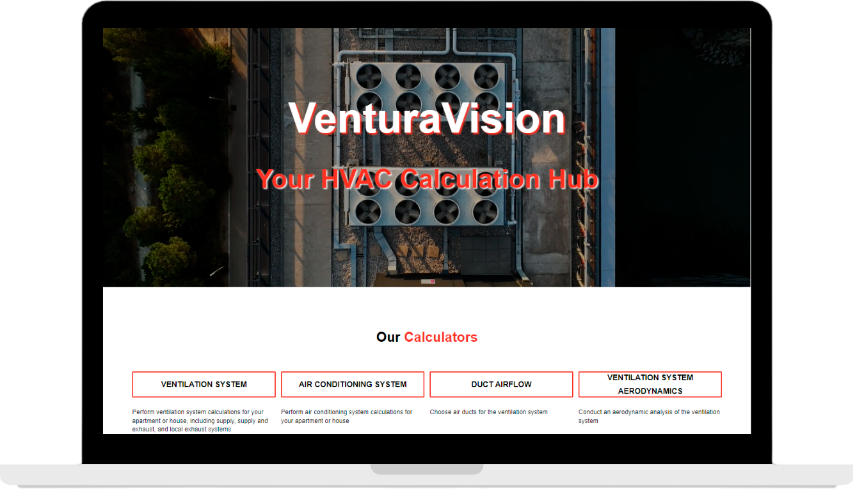 VenturaVision
Your HVAC Calculation Hub
Our Calculators
VENTILATION SYSTEM
Perform ventilation system calculations for your
apartment or house, including supply, supply and
exhaust, and local exhaust systems
AIR CONDITIONING SYSTEM
Perform air conditioning system calculations for
your apartment or house
DUCT AIRFLOW
Choose air ducts for the ventilation system
VENTILATION SYSTEM
AERODYNAMICS
Conduct an aerodynamic analysis of the ventilation
system